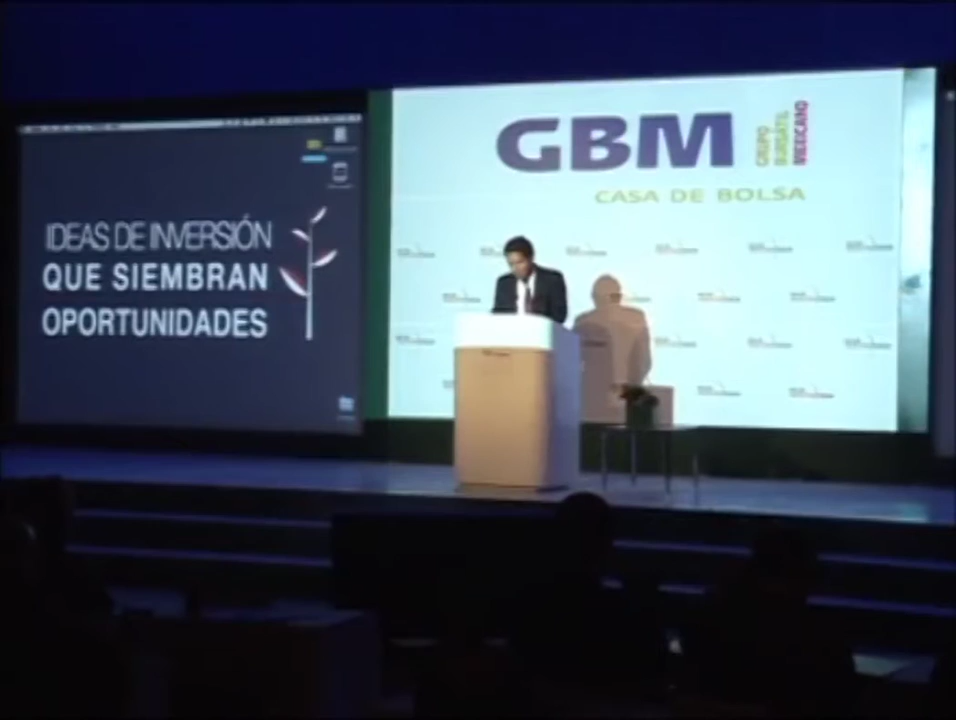 IDEAS DE INVERSIÓN
QUE SIEMBRAN
OPORTUNIDADES
GBM
GRUPO
BURSÁTIL
MEXICANO
CASA DE BOLSA